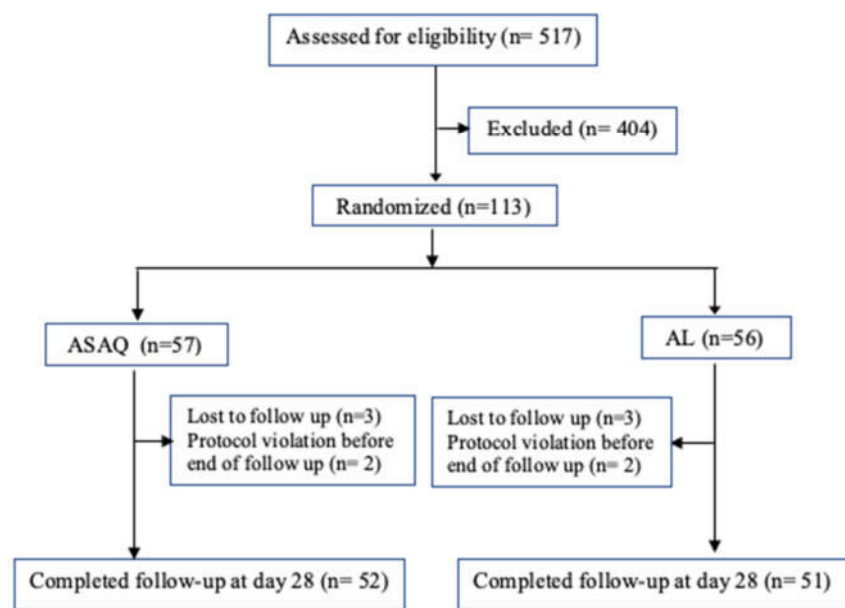 Assessed for eligibility (n= 517)
Excluded (n= 404)
Randomized (n=113)
ASAQ (n=57)
AL (n=56)
Lost to follow up (n=3)
Protocol violation before
end of follow up (n= 2)
Lost to follow up (n=3)
Protocol violation before
end of follow up (n= 2)
Completed follow-up at day 28 (n= 52)
Completed follow-up at day 28 (n= 51)